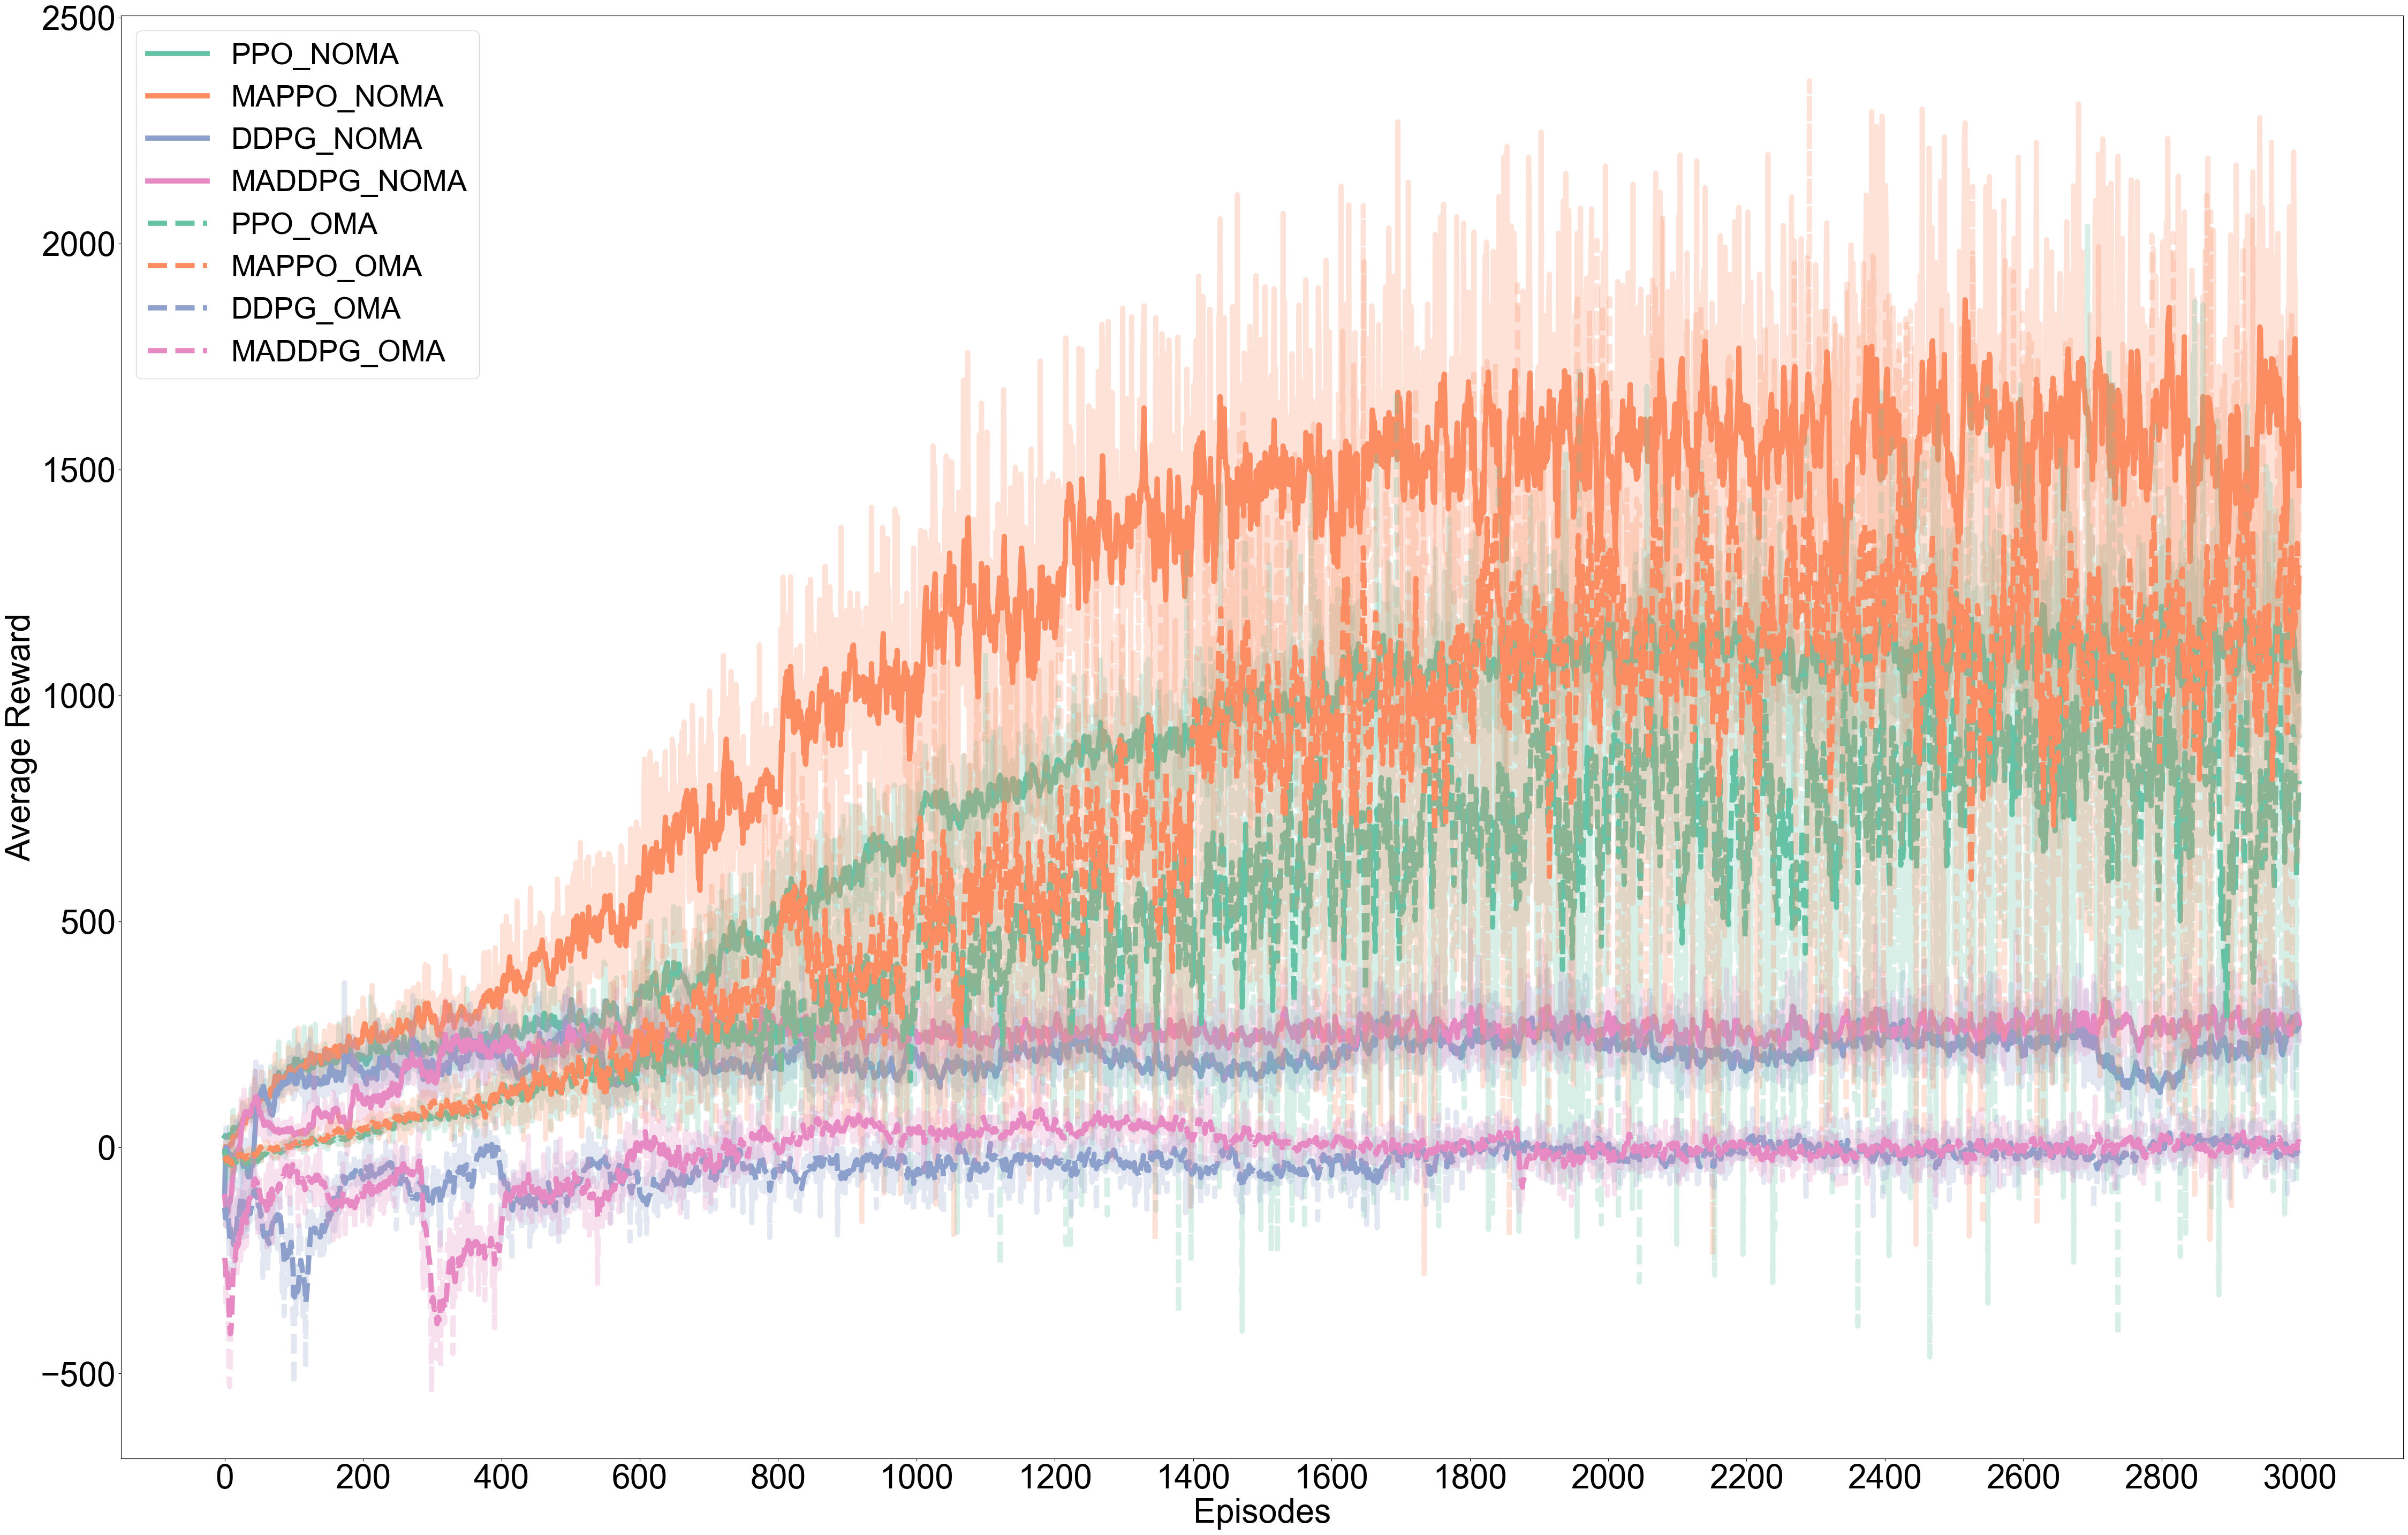 2500
2000
1500
1000
500
0
−500
Average Reward
PPO_NOMA
MAPPO_NOMA
DDPG_NOMA
MADDPG_NOMA
PPO_OMA
MAPPO_OMA
DDPG_OMA
MADDPG_OMA
0 200 400 600 800 1000 1200 1400 1600 1800 2000 2200 2400 2600 2800 3000
Episodes